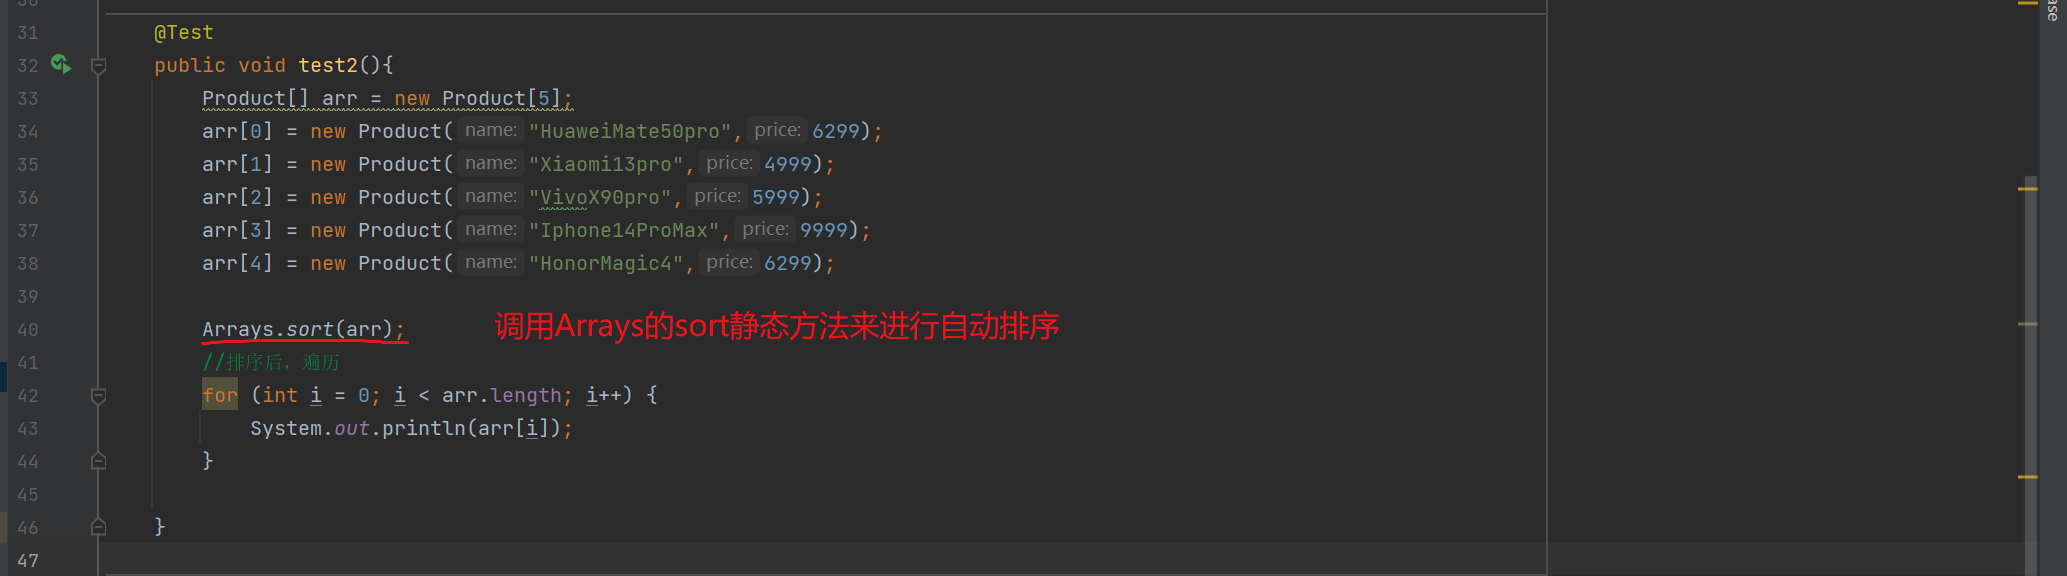 31 @Test
32 public void test2(){
33 Product[] arr = new Product[5];
34 arr[0] = new Product( name: "HuaweiMate50pro", price: 6299);
35 arr[1] = new Product( name: "Xiaomi13pro", price: 4999);
36 arr[2] = new Product( name: "VivoX90pro", price: 5999);
37 arr[3] = new Product( name: "Iphone14ProMax", price: 9999);
38 arr[4] = new Product( name: "HonorMagic4", price: 6299);
39
40 Arrays.sort(arr); 调用Arrays的sort静态方法来进行自动排序
41 //排序后，遍历
42 for (int i = 0; i < arr.length; i++) {
43 System.out.println(arr[i]);
44 }
45
46 }
47